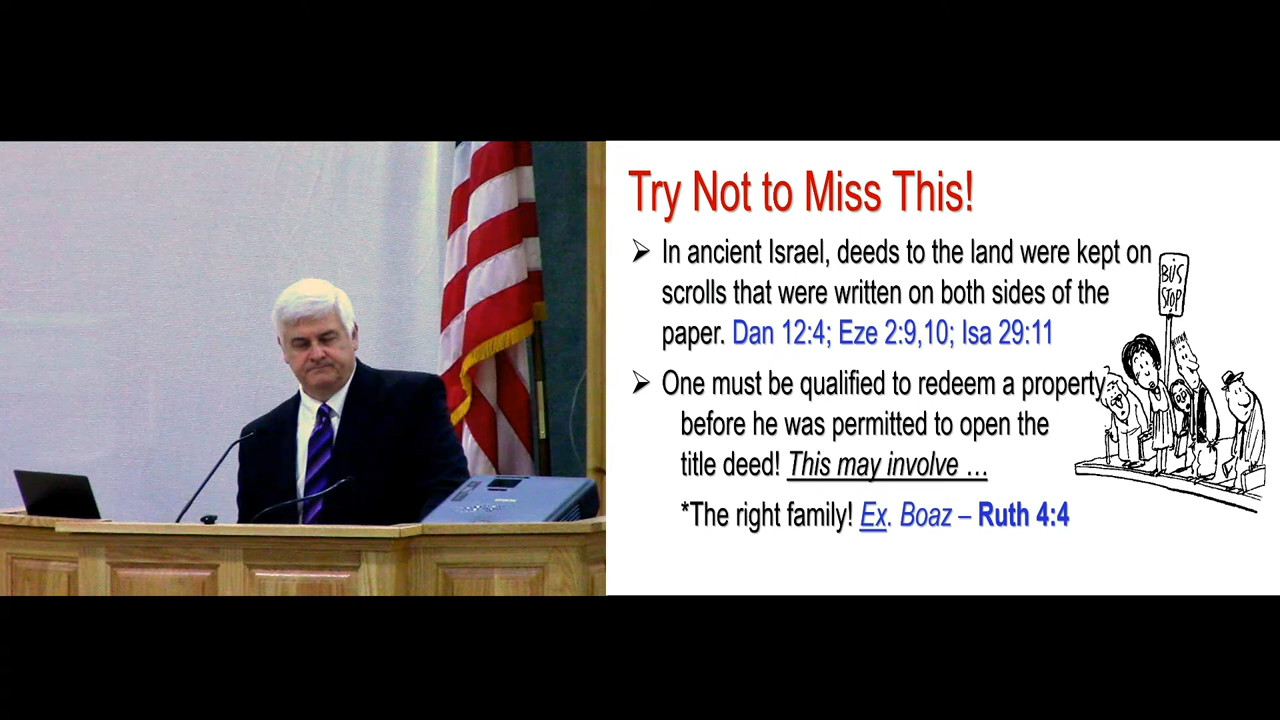 Try Not to Miss This!
➢ In ancient Israel, deeds to the land were kept on
scrolls that were written on both sides of the
paper. Dan 12:4; Eze 2:9,10; Isa 29:11
➢ One must be qualified to redeem a property
before he was permitted to open the
title deed! This may involve …
*The right family! Ex. Boaz – Ruth 4:4
BUS
STOP